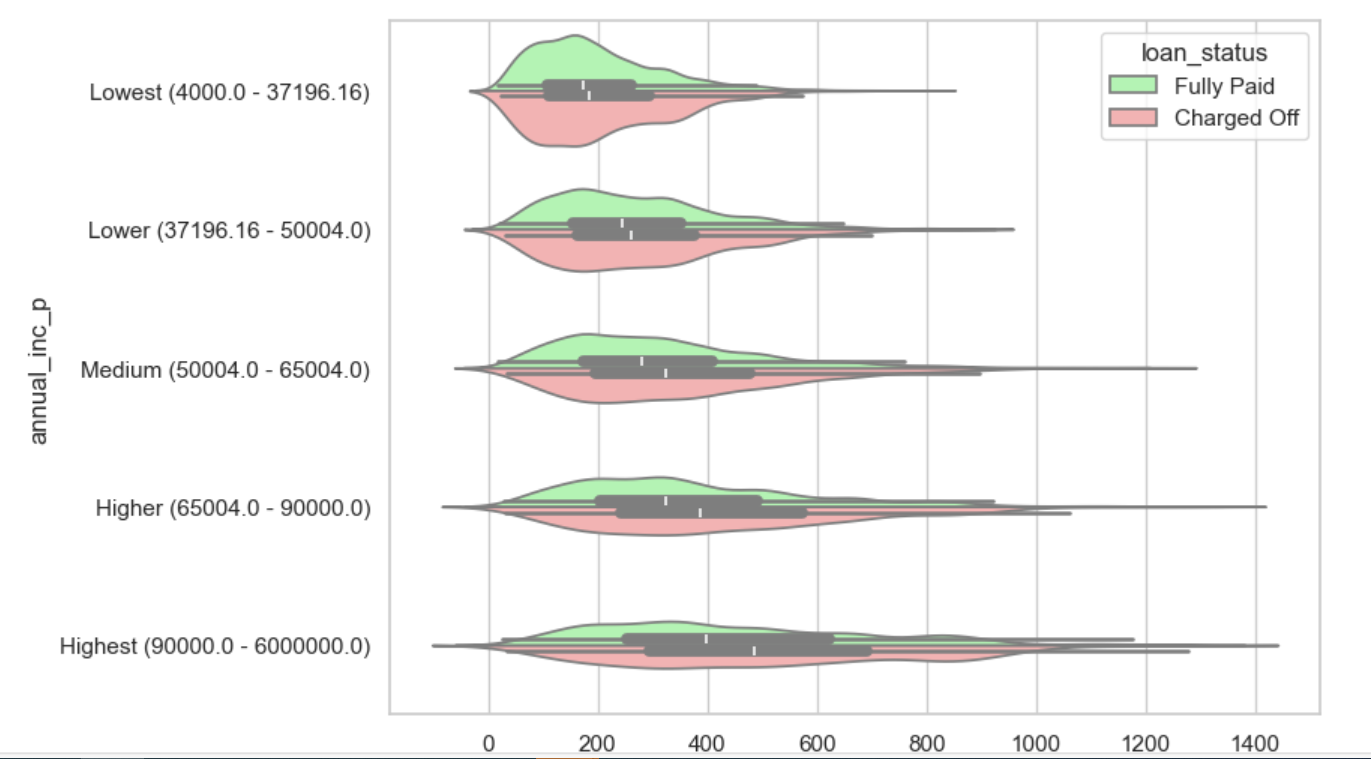 loan_status
Fully Paid
Charged Off
annual_inc_p
Lowest (4000.0 - 37196.16)
Lower (37196.16 - 50004.0)
Medium (50004.0 - 65004.0)
Higher (65004.0 - 90000.0)
Highest (90000.0 - 6000000.0)
0 200 400 600 800 1000 1200 1400